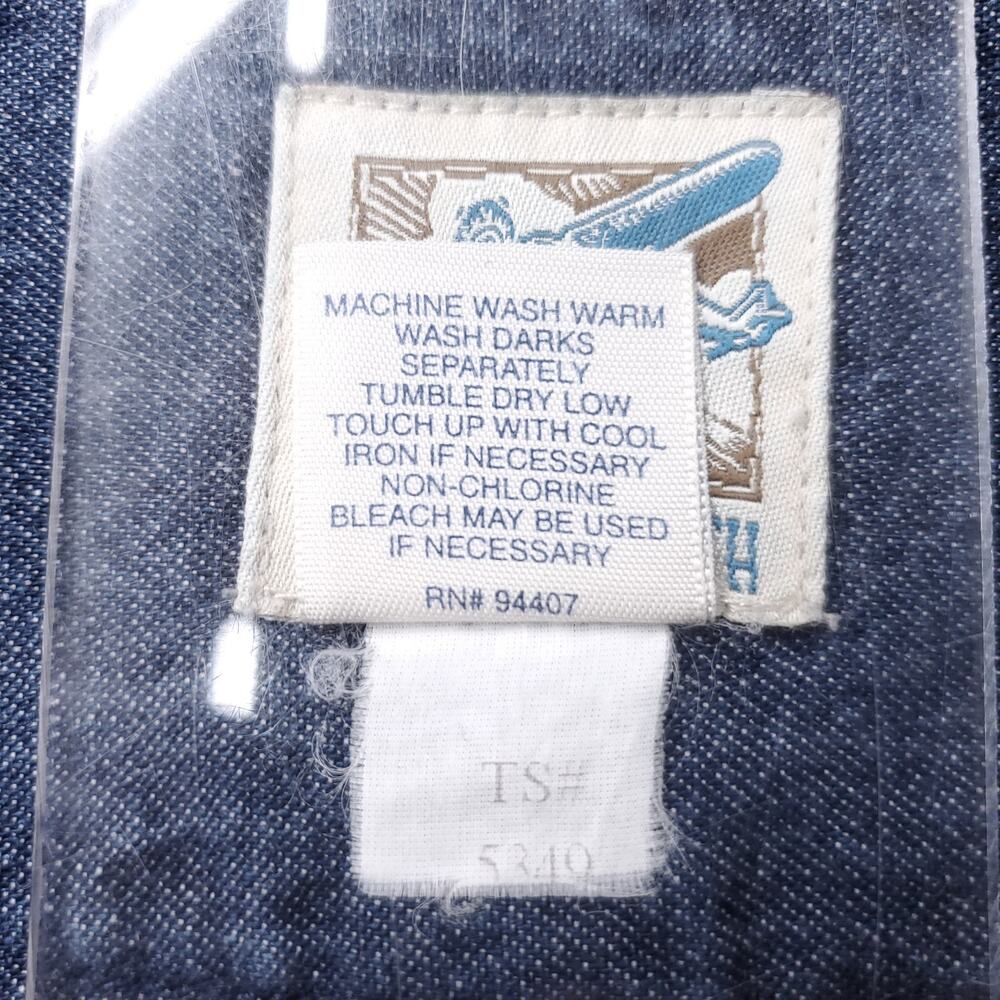 MACHINE WASH WARM
WASH DARKS
SEPARATELY
TUMBLE DRY LOW
TOUCH UP WITH COOL
IRON IF NECESSARY
NON-CHLORINE
BLEACH MAY BE USED
IF NECESSARY
RN# 94407
TS#
5349